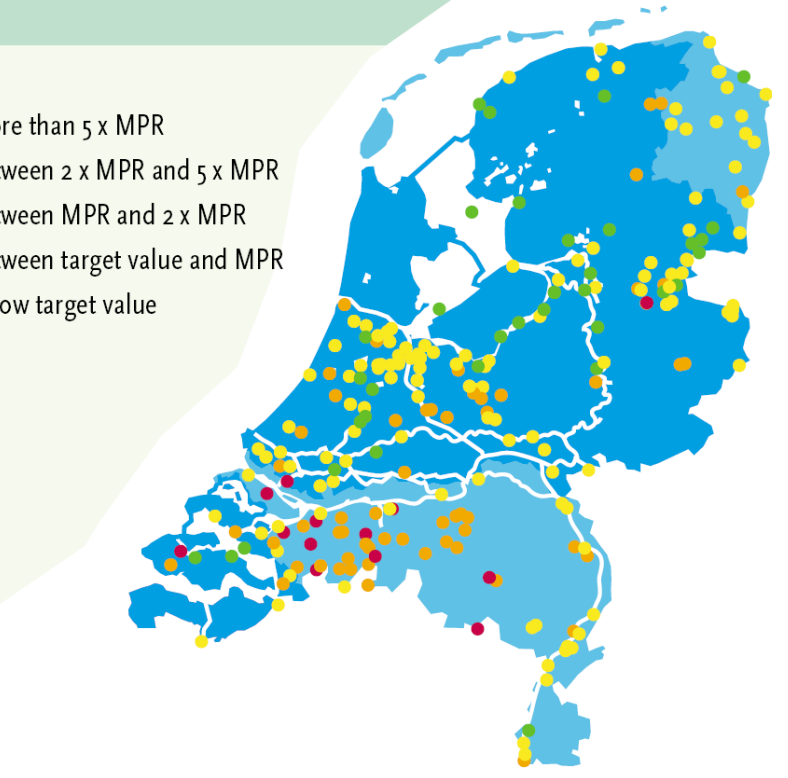 re than 5 x MPR
ween 2 x MPR and 5 x MPR
ween MPR and 2 x MPR
ween target value and MPR
ow target value